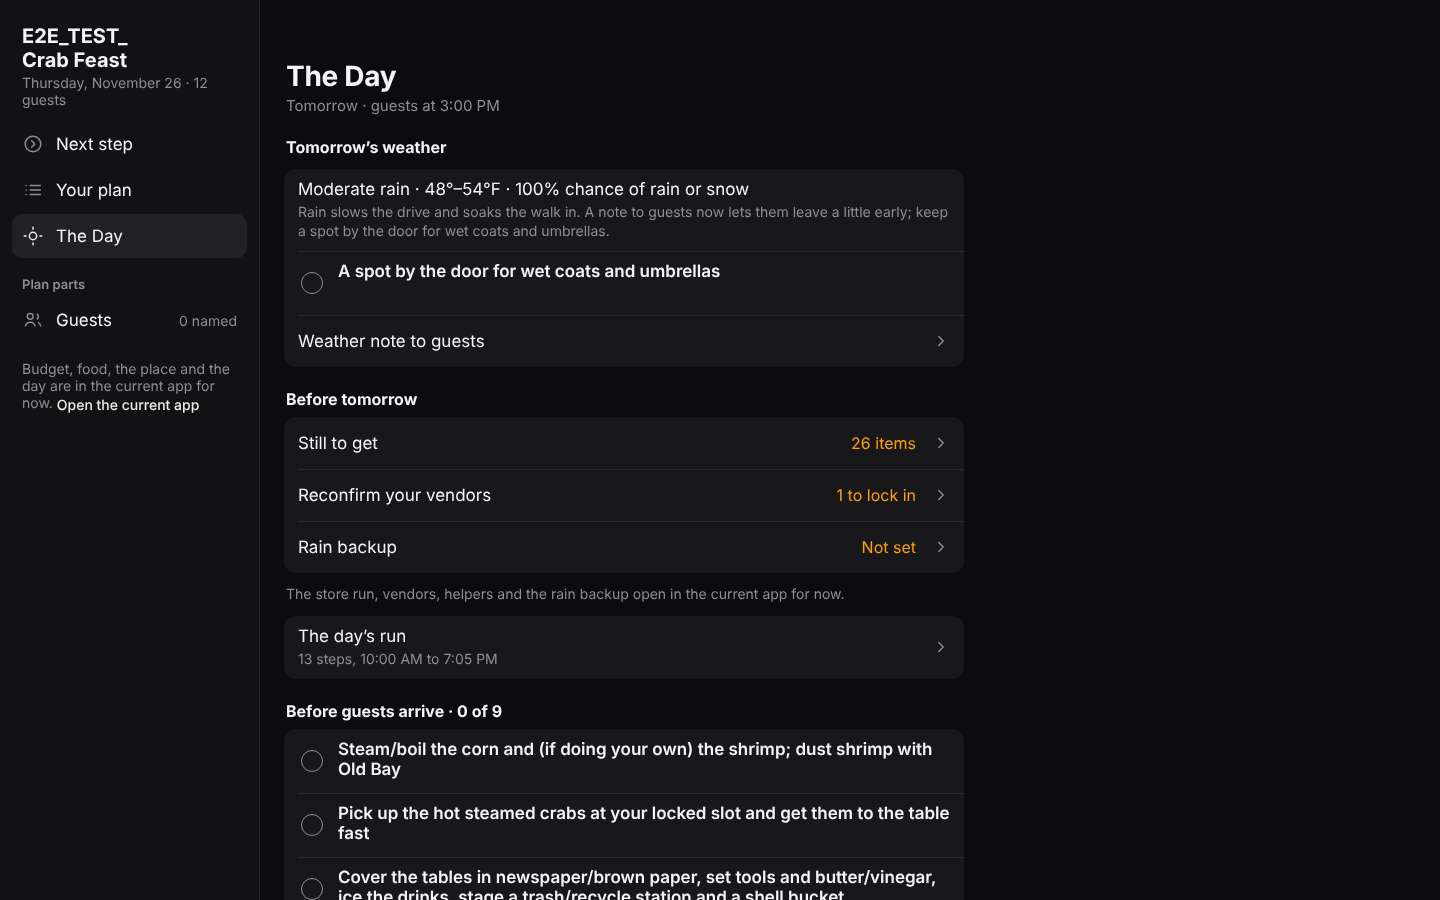 E2E_TEST_
Crab Feast
Thursday, November 26 · 12
guests
Next step
Your plan
The Day
Plan parts
Guests
0 named
Budget, food, the place and the
day are in the current app for
now. Open the current app
The Day
Tomorrow · guests at 3:00 PM
Tomorrow’s weather
Moderate rain · 48°–54°F · 100% chance of rain or snow
Rain slows the drive and soaks the walk in. A note to guests now lets them leave a little early; keep
a spot by the door for wet coats and umbrellas.
A spot by the door for wet coats and umbrellas
Weather note to guests
Before tomorrow
Still to get
26 items
Reconfirm your vendors
1 to lock in
Rain backup
Not set
The store run, vendors, helpers and the rain backup open in the current app for now.
The day’s run
13 steps, 10:00 AM to 7:05 PM
Before guests arrive · 0 of 9
Steam/boil the corn and (if doing your own) the shrimp; dust shrimp with
Old Bay
Pick up the hot steamed crabs at your locked slot and get them to the table
fast
Cover the tables in newspaper/brown paper, set tools and butter/vinegar,
ice the drinks, stage a trash/recycle station and a shell bucket